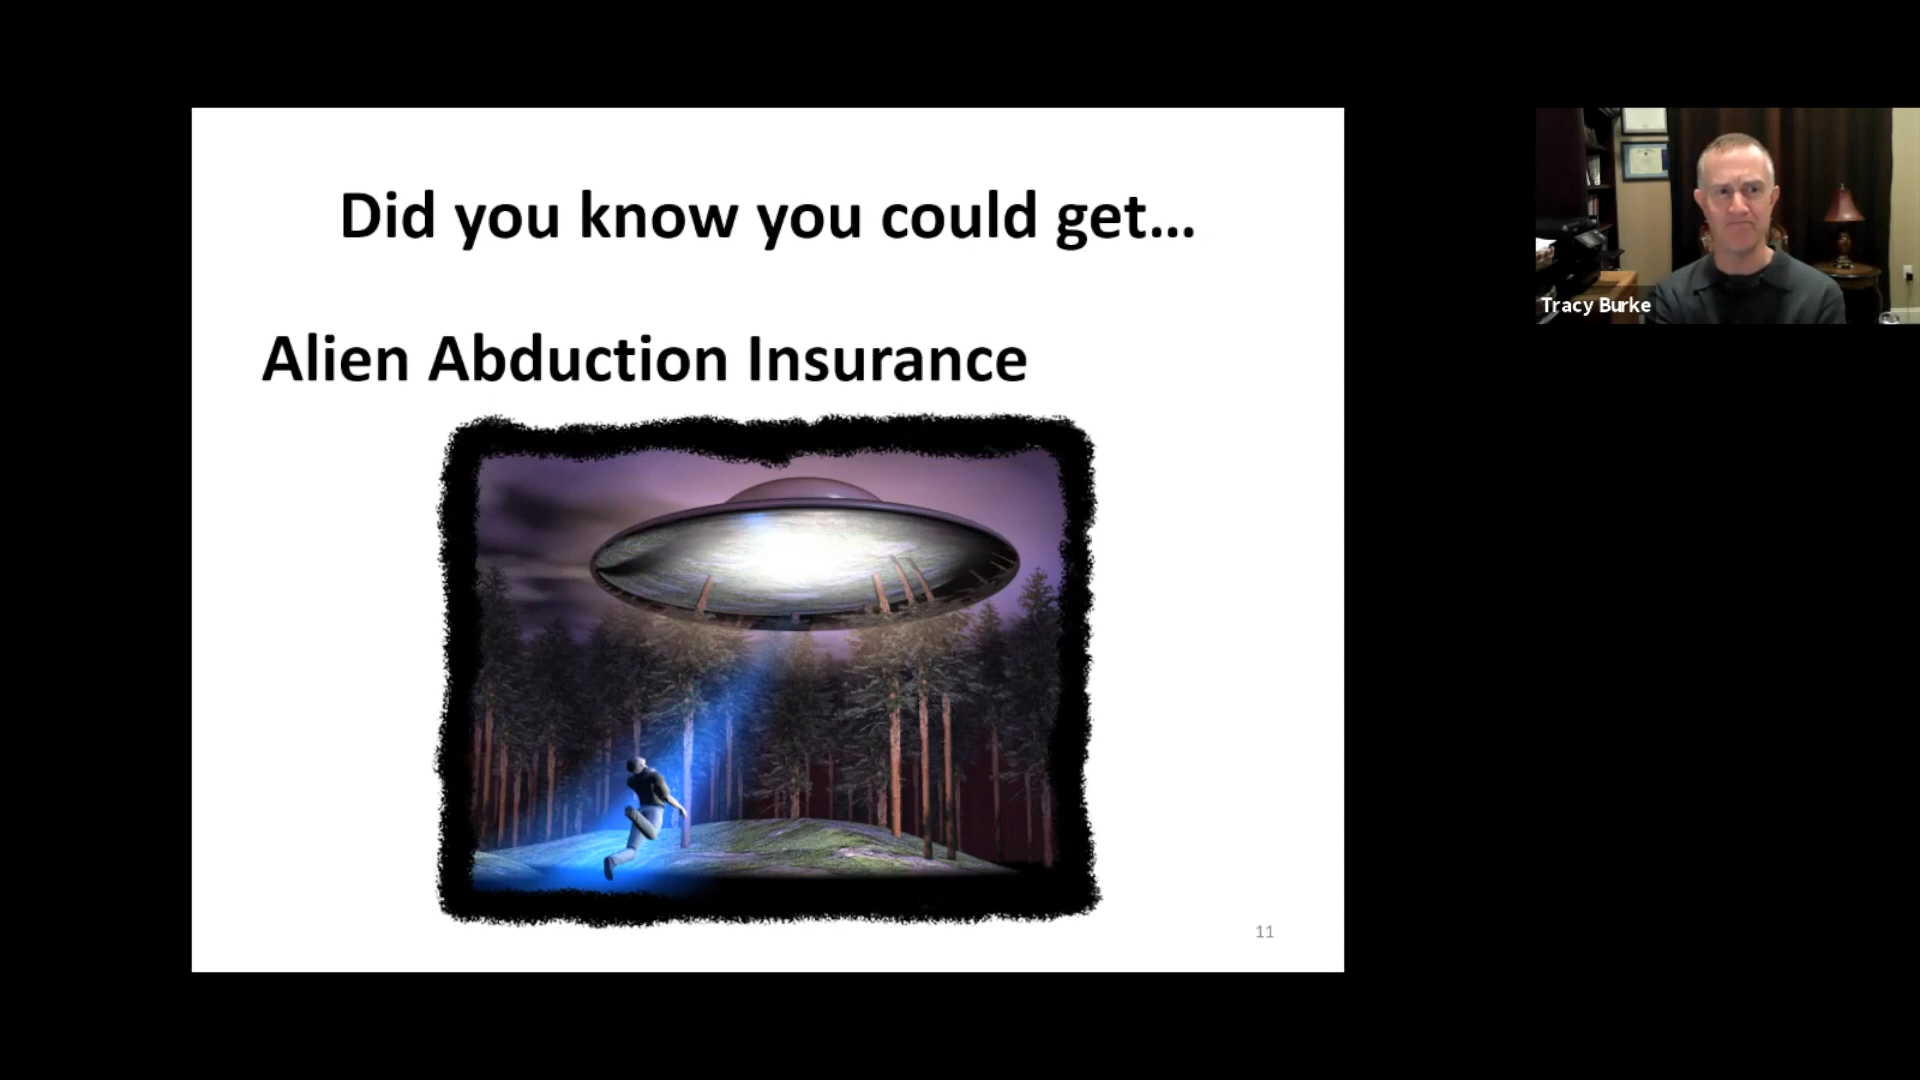 Did you know you could get...
Alien Abduction Insurance
11
Tracy Burke